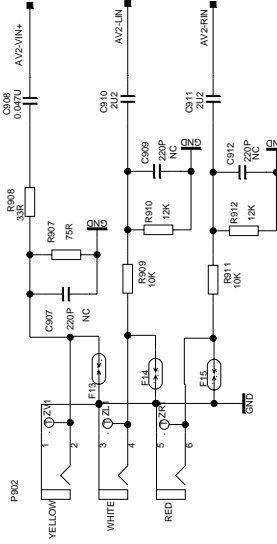 AV2-VIN+
AV2-LIN
AV2-RIN
C908
0.047U
C910
2U2
C911
2U2
C909
220P
NC
GND
C912
220P
NC
GND
R908
33R
R907
75R
GND
R910
12K
R912
12K
C907
220P
NC
R909
10K
R911
10K
F13
F14
F15
GND
ZV1
ZL
ZR
1
2
3
4
5
6
P902
YELLOW
WHITE
RED